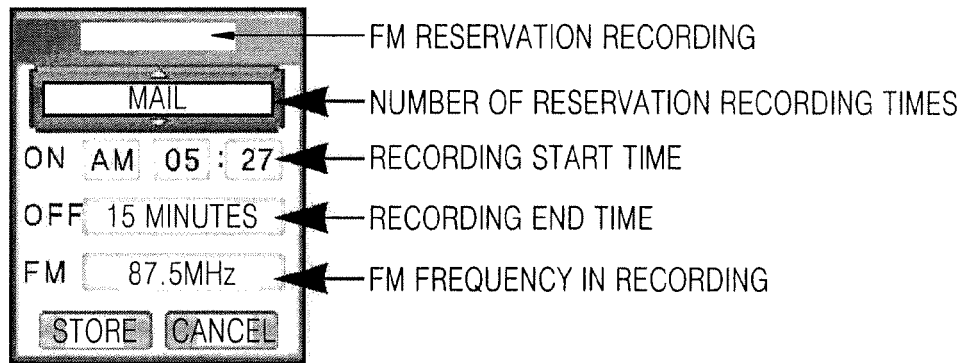 FM RESERVATION RECORDING
MAIL
NUMBER OF RESERVATION RECORDING TIMES
ON AM 05 : 27
RECORDING START TIME
OFF 15 MINUTES
RECORDING END TIME
FM 87.5MHz
FM FREQUENCY IN RECORDING
STORE CANCEL